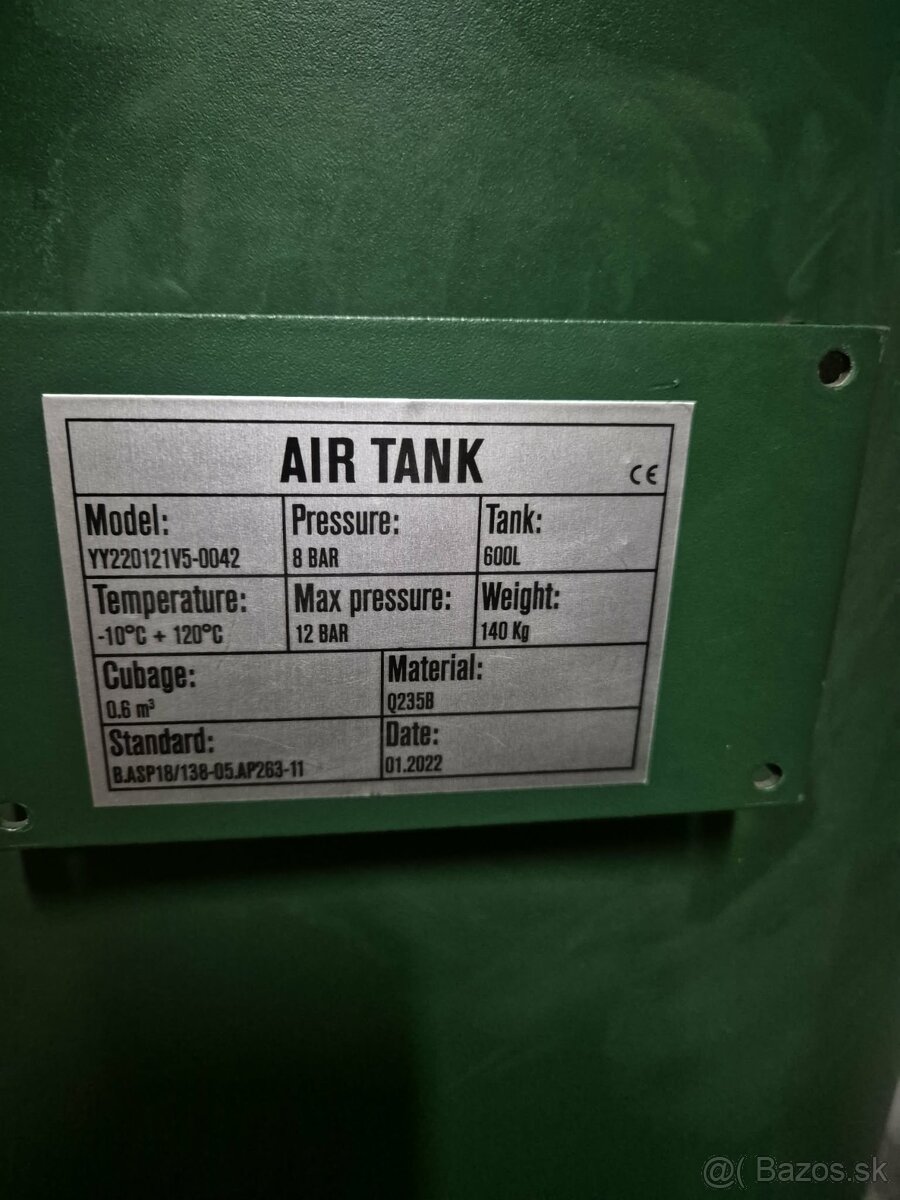 AIR TANK
CE
Model: Pressure: Tank:
YY220121V5-0042 8 BAR 600L
Temperature: Max pressure: Weight:
-10°C + 120°C 12 BAR 140 Kg
Cubage: Material:
0.6 m³ Q235B
Standard: Date:
B.ASP18/138-05.AP263-11 01.2022
@( Bazos.sk